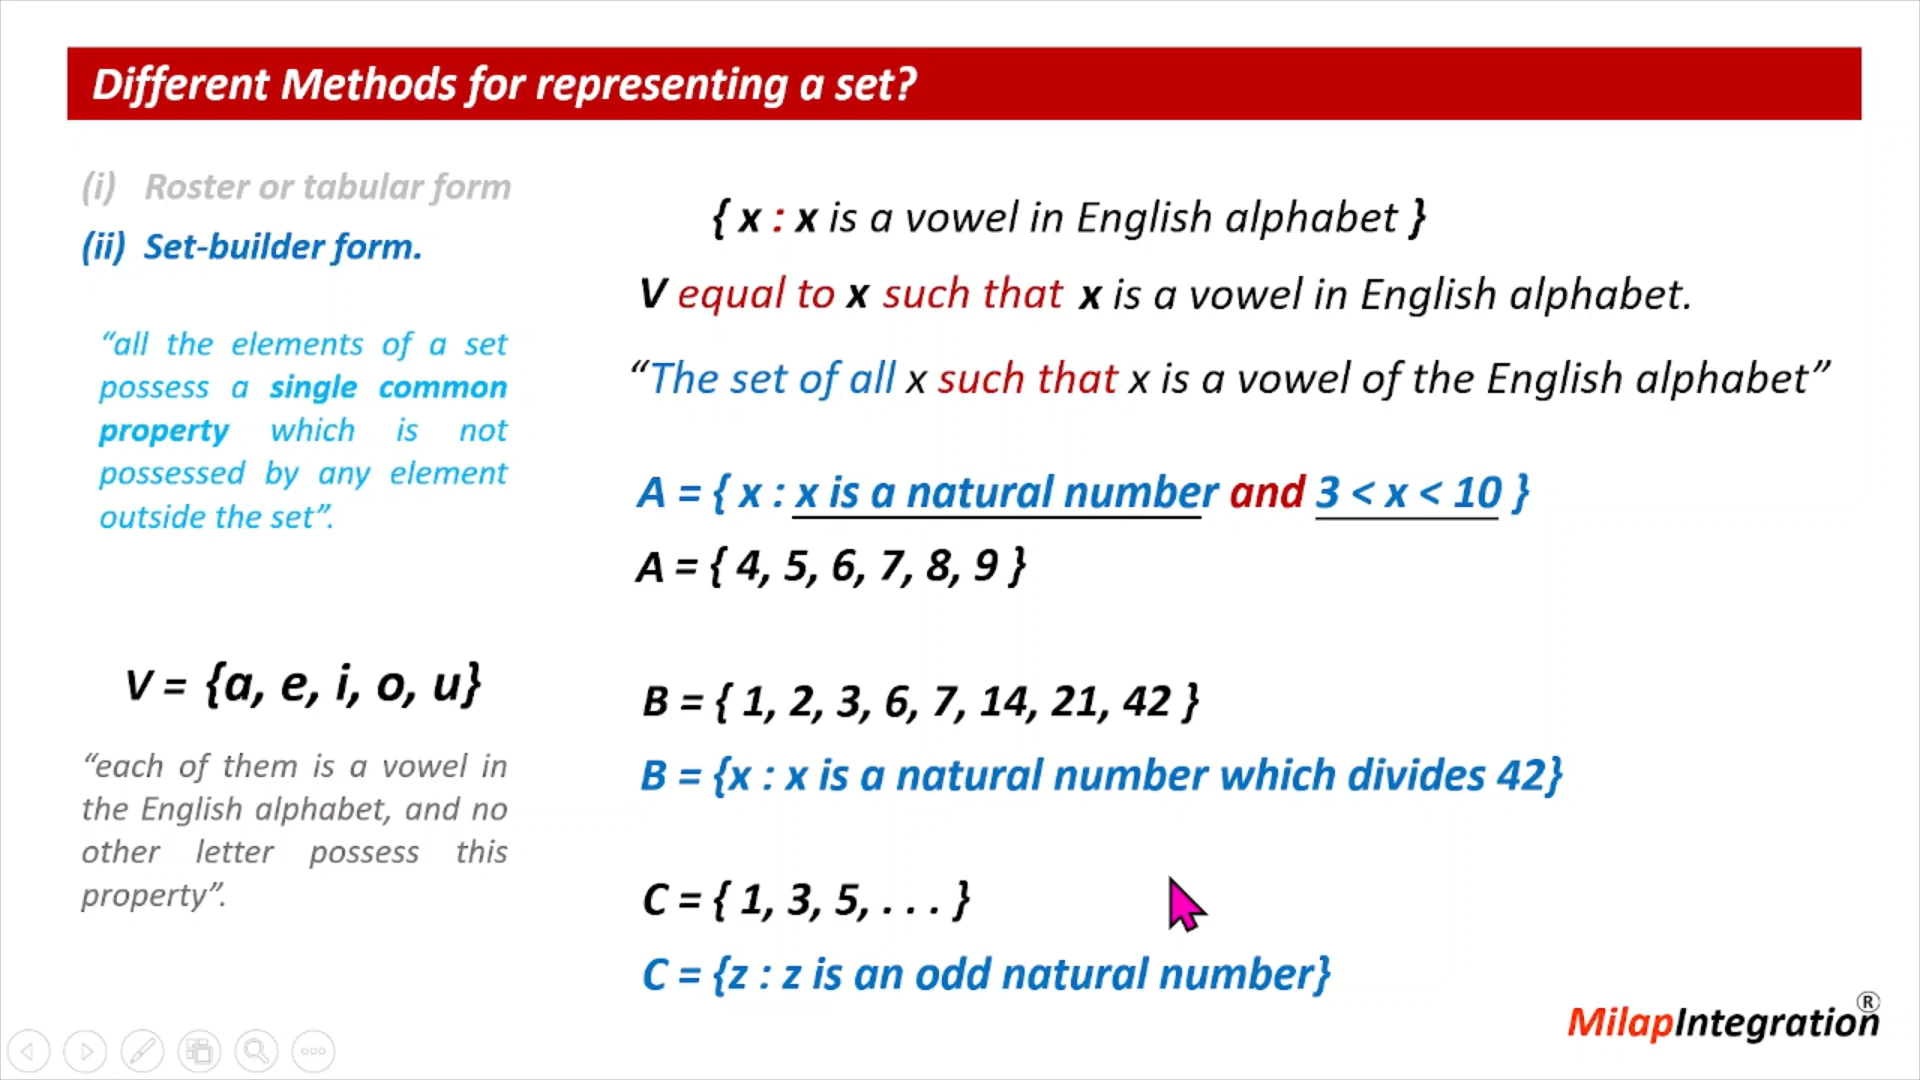 Different Methods for representing a set?
(i) Roster or tabular form
(ii) Set-builder form.
“all the elements of a set
possess a single common
property which is not
possessed by any element
outside the set”.
V = {a, e, i, o, u}
“each of them is a vowel in
the English alphabet, and no
other letter possess this
property”.
{ x : x is a vowel in English alphabet }
V equal to x such that x is a vowel in English alphabet.
“The set of all x such that x is a vowel of the English alphabet”
A = { x : x is a natural number and 3 < x < 10 }
A = { 4, 5, 6, 7, 8, 9 }
B = { 1, 2, 3, 6, 7, 14, 21, 42 }
B = {x : x is a natural number which divides 42}
C = { 1, 3, 5, . . . }
C = {z : z is an odd natural number}
MilapIntegration®